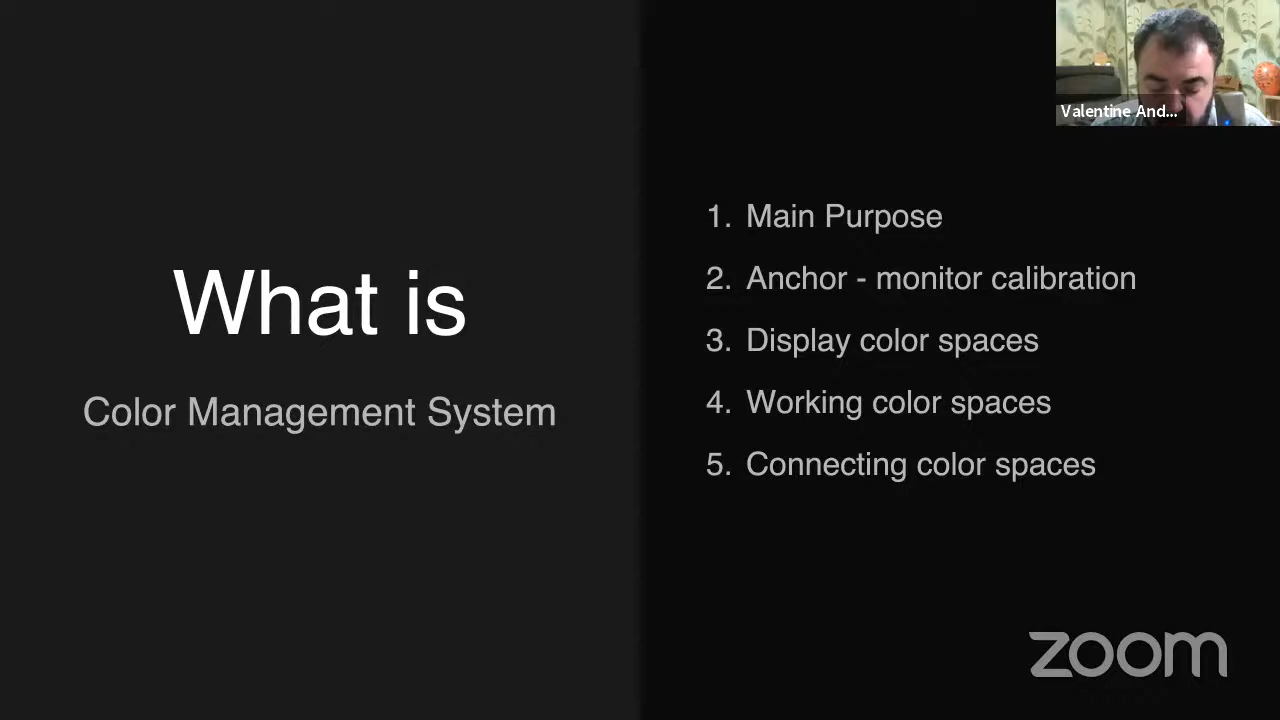 What is
Color Management System
1. Main Purpose
2. Anchor - monitor calibration
3. Display color spaces
4. Working color spaces
5. Connecting color spaces
Valentine And...
zoom